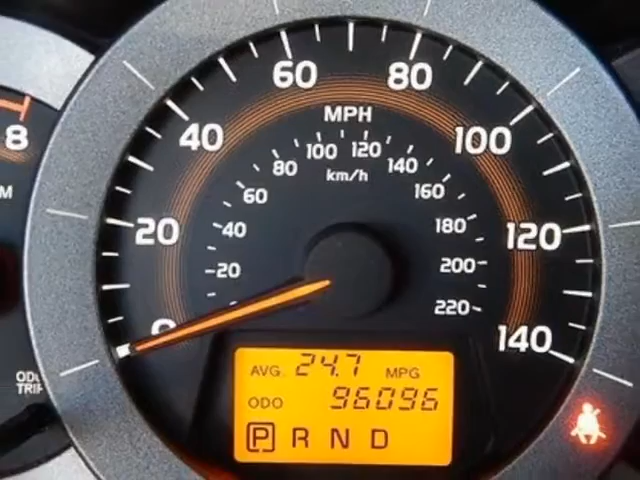 60 80
MPH
40 100
100 120
80 140
km/h
60 160
20 40 180 120
20 200
0 220 140
8
M
AVG. 24.7 MPG
ODO 96096
P R N D
TRIP